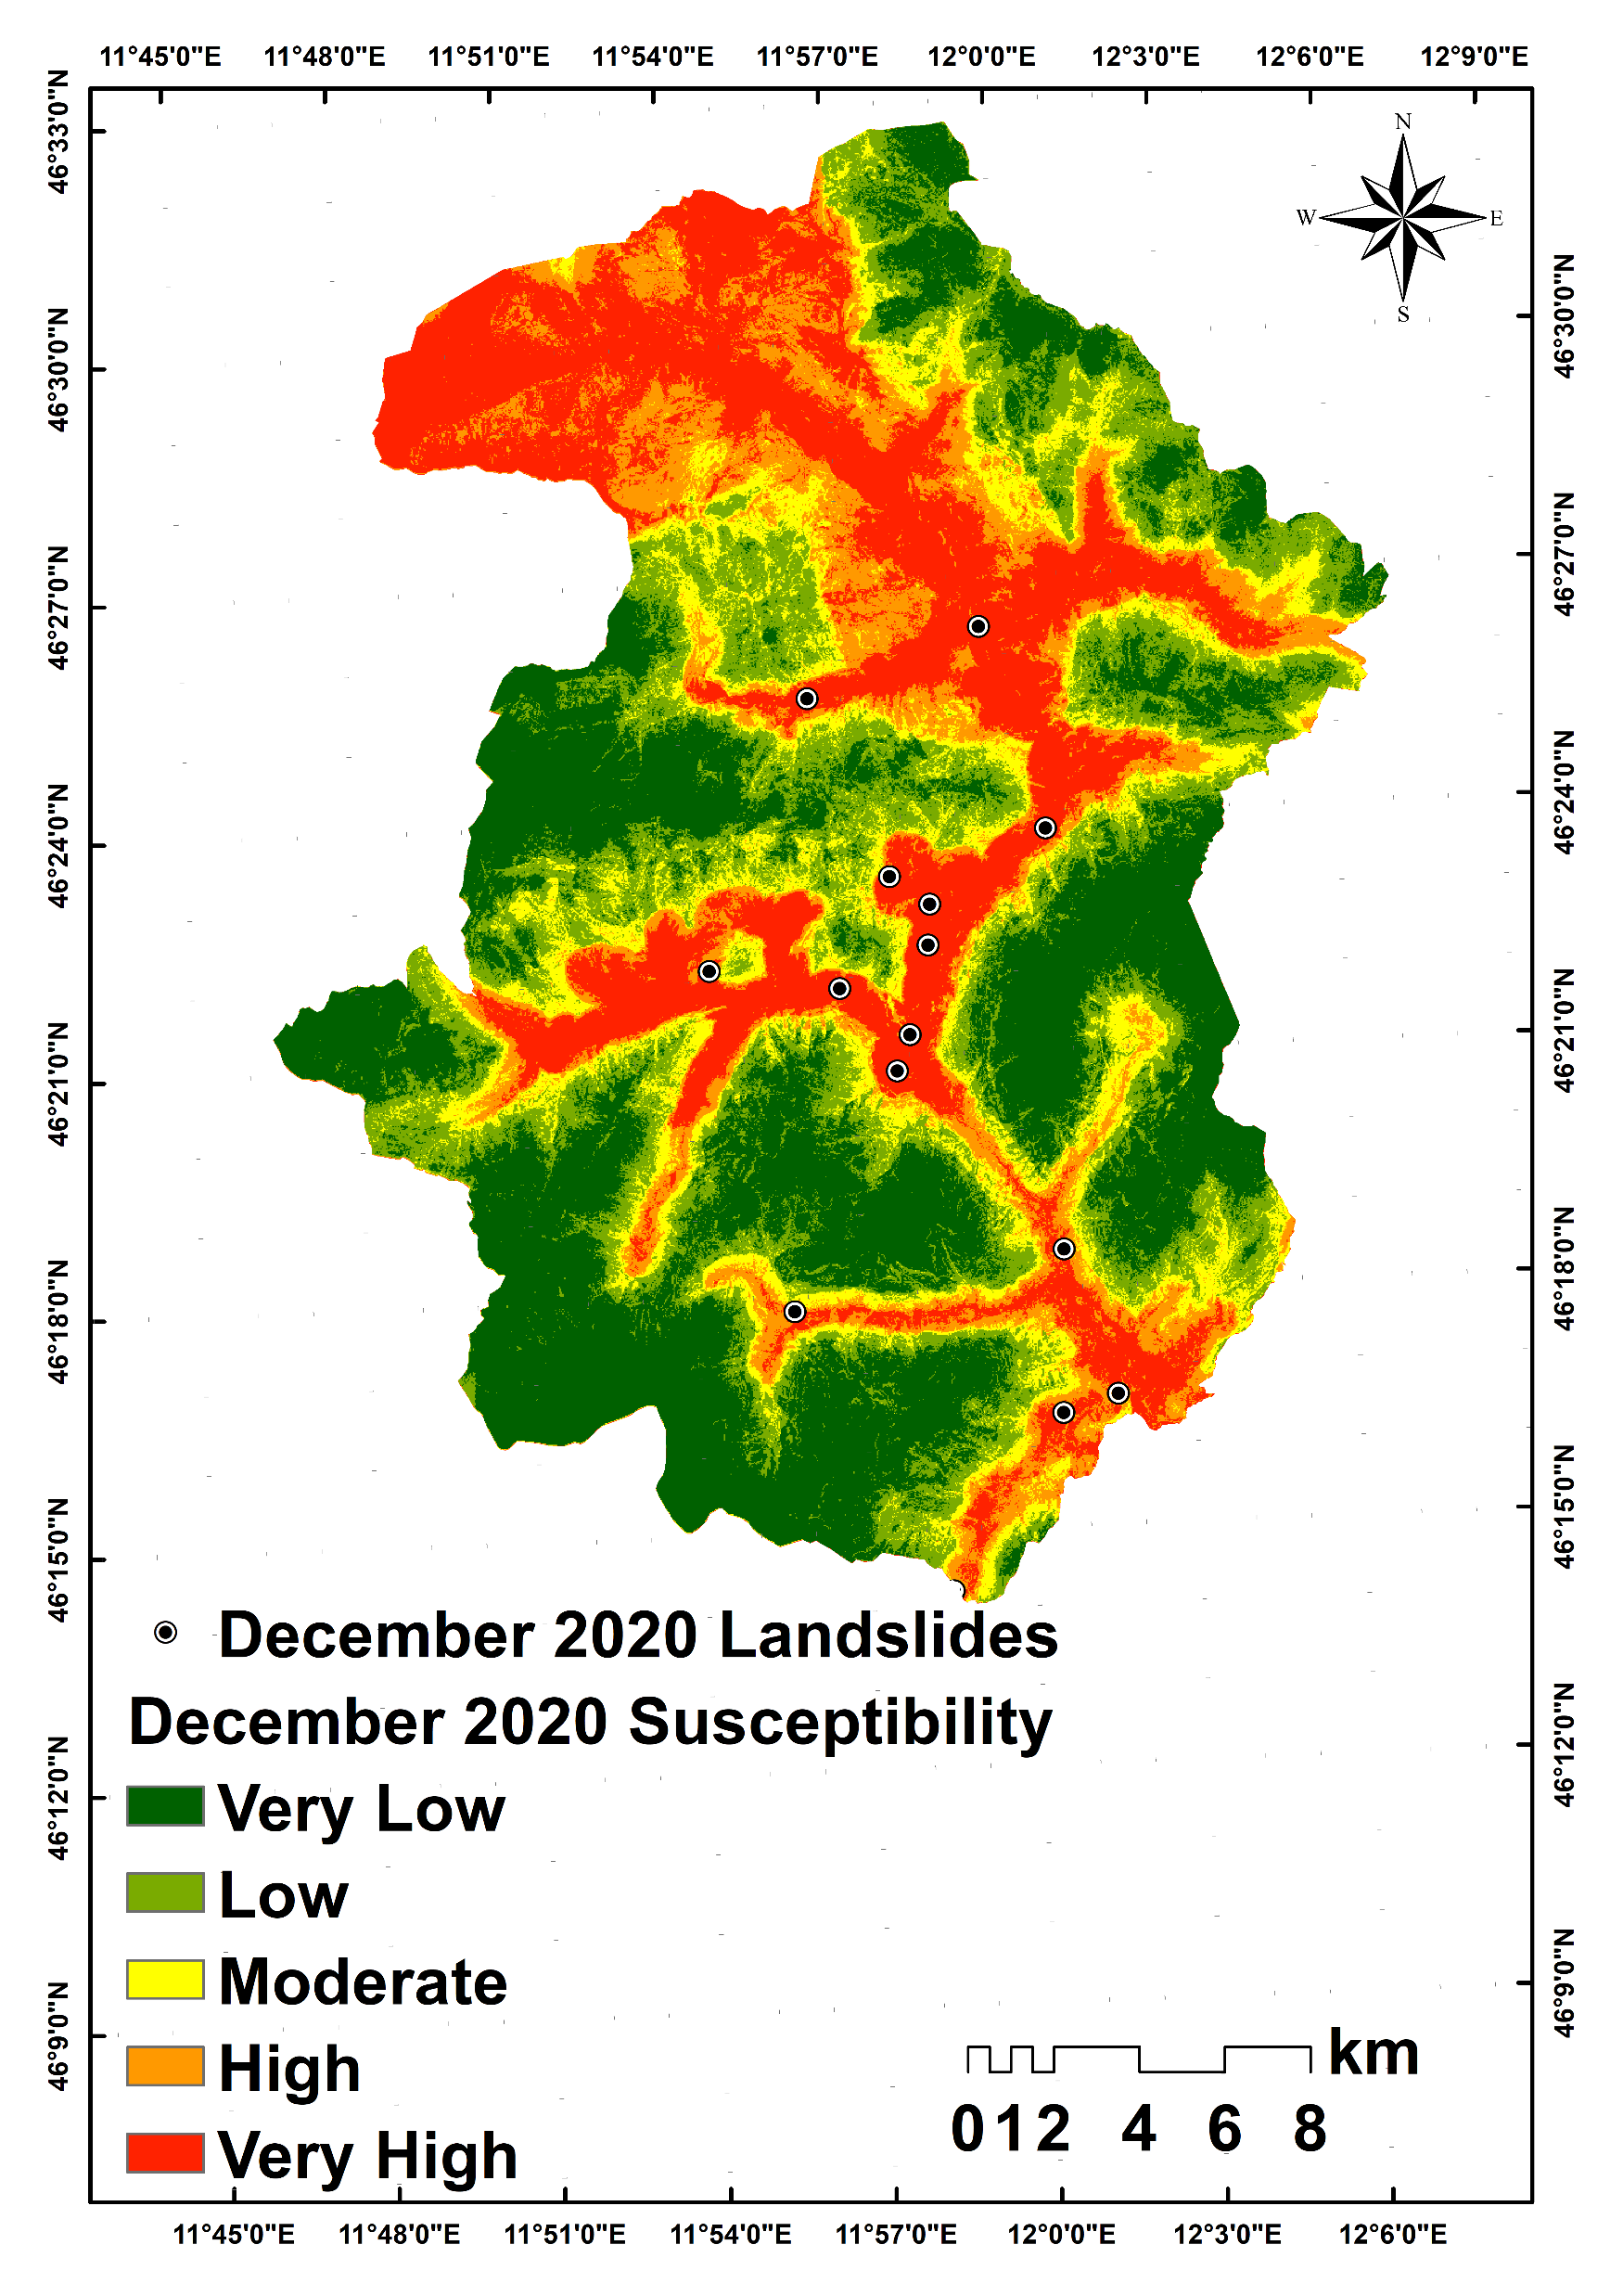 11°45'0"E 11°48'0"E 11°51'0"E 11°54'0"E 11°57'0"E 12°0'0"E 12°3'0"E 12°6'0"E 12°9'0"E
46°33'0"N
46°30'0"N
46°27'0"N
46°24'0"N
46°21'0"N
46°18'0"N
46°15'0"N
46°12'0"N
46°9'0"N
N
W E
S
46°30'0"N
46°27'0"N
46°24'0"N
46°21'0"N
46°18'0"N
46°15'0"N
46°12'0"N
46°9'0"N
December 2020 Landslides
December 2020 Susceptibility
Very Low
Low
Moderate
High
Very High
km
0 1 2 4 6 8
11°45'0"E 11°48'0"E 11°51'0"E 11°54'0"E 11°57'0"E 12°0'0"E 12°3'0"E 12°6'0"E